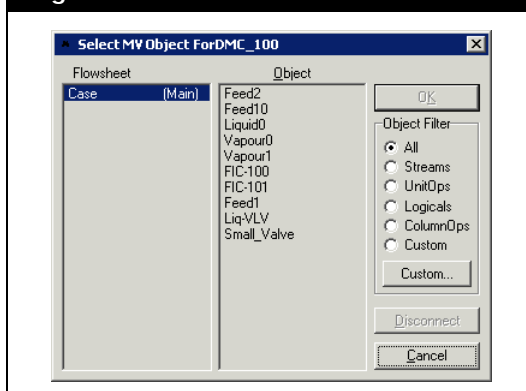 Select MV Object ForDMC_100
Flowsheet
Object
Case (Main)
Feed2
Feed10
Liquid0
Vapour0
Vapour1
FIC-100
FIC-101
Feed1
Liq-VLV
Small_Valve
OK
Object Filter
All
Streams
UnitOps
Logicals
ColumnOps
Custom
Custom...
Disconnect
Cancel